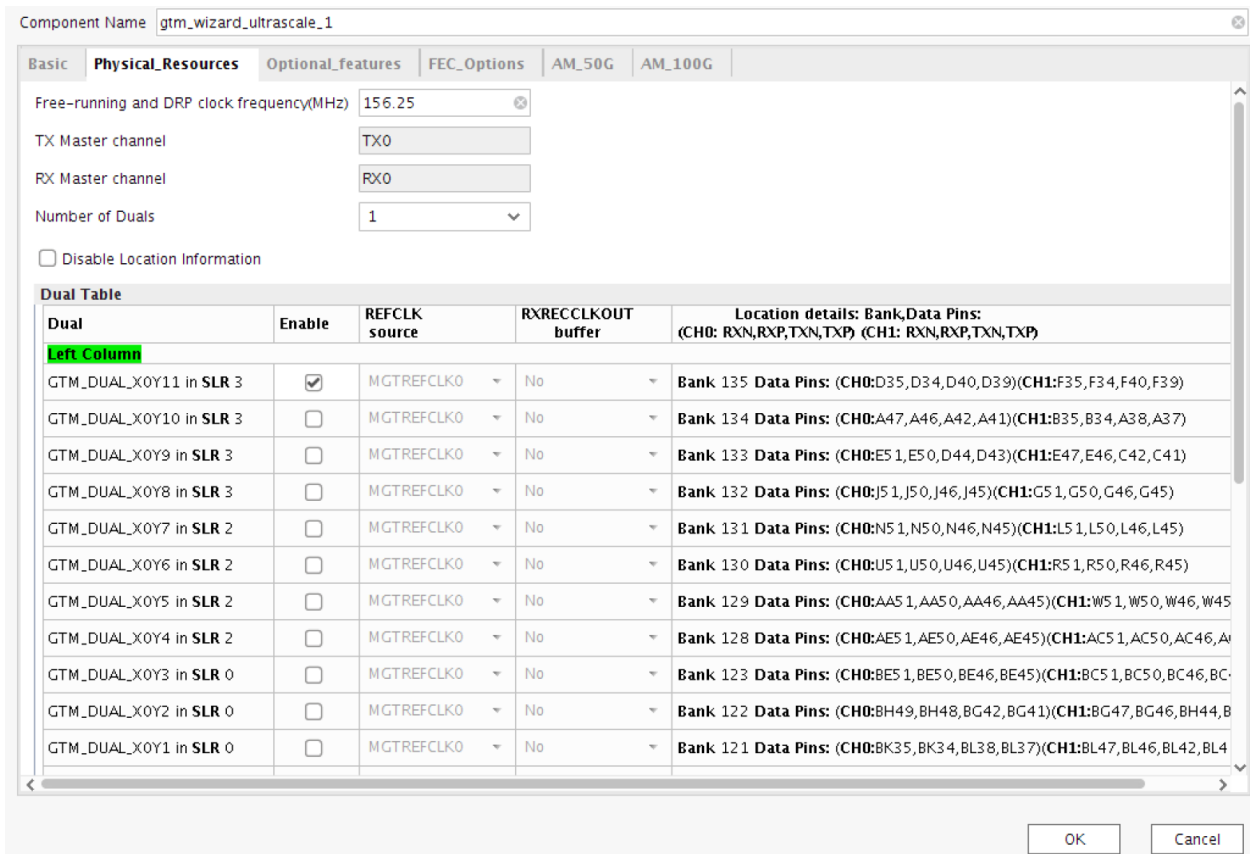 Component Name gtm_wizard_ultrascale_1
Basic Physical_Resources Optional_features FEC_Options AM_50G AM_100G
Free-running and DRP clock frequency(MHz) 156.25
TX Master channel TX0
RX Master channel RX0
Number of Duals 1
Disable Location Information
Dual Table
Dual Enable REFCLK source RXRECCLKOUT buffer Location details: Bank,Data Pins: (CH0: RXN,RXP,TXN,TXP) (CH1: RXN,RXP,TXN,TXP)
Left Column
GTM_DUAL_X0Y11 in SLR 3 MGTREFCLK0 No Bank 135 Data Pins: (CH0:D35,D34,D40,D39)(CH1:F35,F34,F40,F39)
GTM_DUAL_X0Y10 in SLR 3 MGTREFCLK0 No Bank 134 Data Pins: (CH0:A47,A46,A42,A41)(CH1:B35,B34,A38,A37)
GTM_DUAL_X0Y9 in SLR 3 MGTREFCLK0 No Bank 133 Data Pins: (CH0:E51,E50,D44,D43)(CH1:E47,E46,C42,C41)
GTM_DUAL_X0Y8 in SLR 3 MGTREFCLK0 No Bank 132 Data Pins: (CH0:J51,J50,J46,J45)(CH1:G51,G50,G46,G45)
GTM_DUAL_X0Y7 in SLR 2 MGTREFCLK0 No Bank 131 Data Pins: (CH0:N51,N50,N46,N45)(CH1:L51,L50,L46,L45)
GTM_DUAL_X0Y6 in SLR 2 MGTREFCLK0 No Bank 130 Data Pins: (CH0:U51,U50,U46,U45)(CH1:R51,R50,R46,R45)
GTM_DUAL_X0Y5 in SLR 2 MGTREFCLK0 No Bank 129 Data Pins: (CH0:AA51,AA50,AA46,AA45)(CH1:W51,W50,W46,W45
GTM_DUAL_X0Y4 in SLR 2 MGTREFCLK0 No Bank 128 Data Pins: (CH0:AE51,AE50,AE46,AE45)(CH1:AC51,AC50,AC46,A
GTM_DUAL_X0Y3 in SLR 0 MGTREFCLK0 No Bank 123 Data Pins: (CH0:BE51,BE50,BE46,BE45)(CH1:BC51,BC50,BC46,BC
GTM_DUAL_X0Y2 in SLR 0 MGTREFCLK0 No Bank 122 Data Pins: (CH0:BH49,BH48,BG42,BG41)(CH1:BG47,BG46,BH44,B
GTM_DUAL_X0Y1 in SLR 0 MGTREFCLK0 No Bank 121 Data Pins: (CH0:BK35,BK34,BL38,BL37)(CH1:BL47,BL46,BL42,BL4
OK Cancel